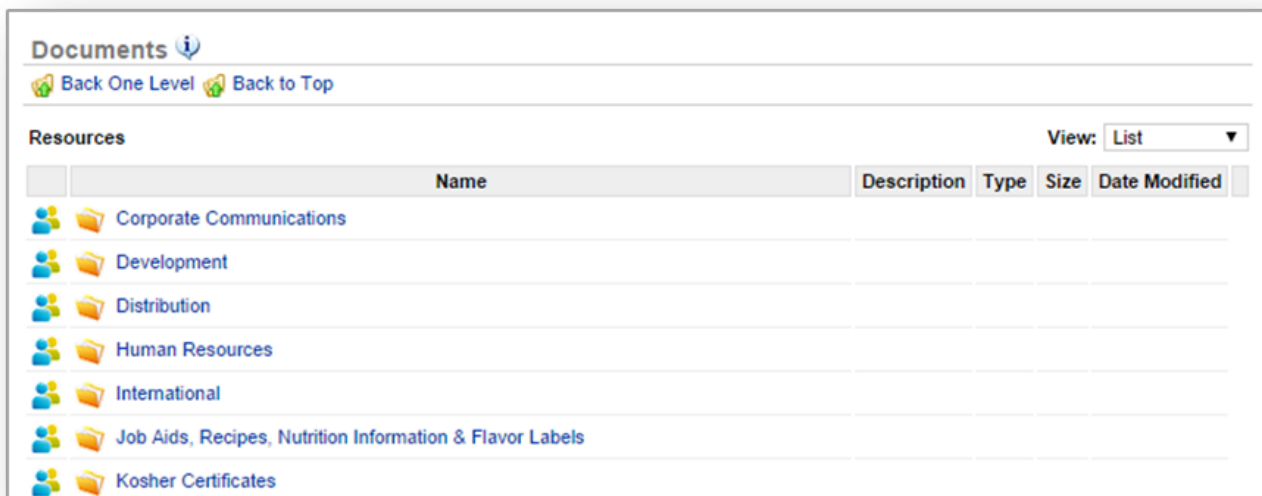 Documents
Back One Level Back to Top
Resources View: List
Name Description Type Size Date Modified
Corporate Communications
Development
Distribution
Human Resources
International
Job Aids, Recipes, Nutrition Information & Flavor Labels
Kosher Certificates